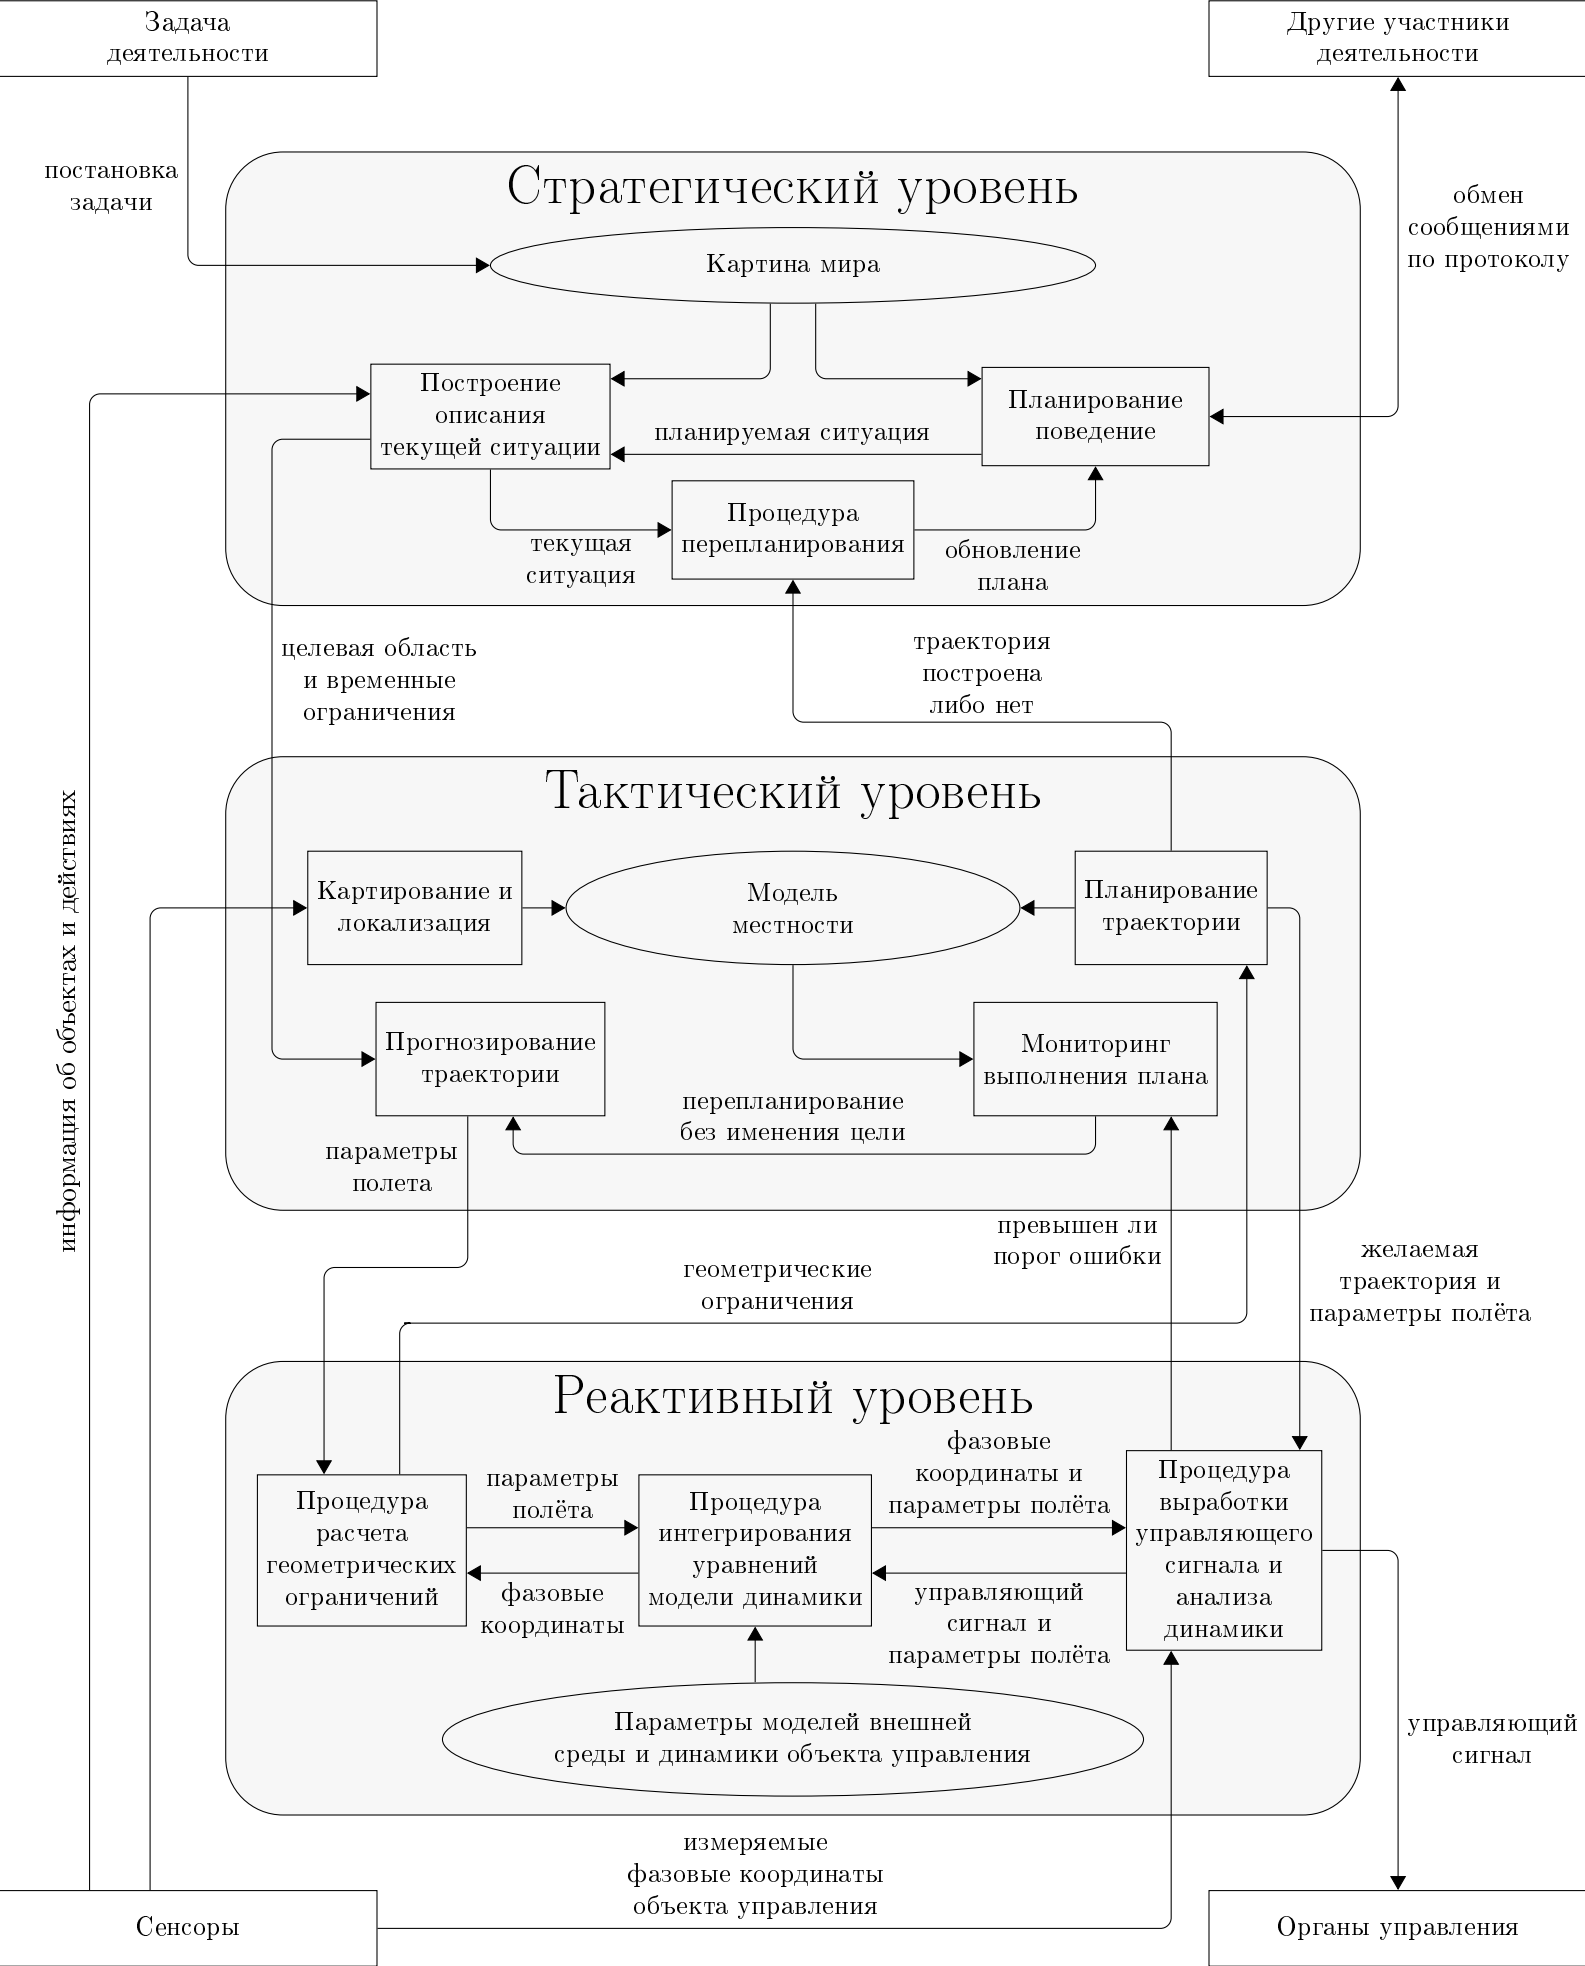 Задача
деятельности
Другие участники
деятельности
постановка
задачи
обмен
сообщениями
по протоколу
Стратегический уровень
Картина мира
Построение
описания
текущей ситуации
планируемая ситуация
Планирование
поведение
Процедура
перепланирования
текущая
ситуация
обновление
плана
целевая область
и временные
ограничения
траектория
построена
либо нет
информация об объектах и действиях
Тактический уровень
Картирование и
локализация
Модель
местности
Планирование
траектории
Прогнозирование
траектории
Мониторинг
выполнения плана
перепланирование
без именения цели
параметры
полета
превышен ли
порог ошибки
геометрические
ограничения
желаемая
траектория и
параметры полёта
Реактивный уровень
Процедура
расчета
геометрических
ограничений
параметры
полёта
фазовые
координаты
Процедура
интегрирования
уравнений
модели динамики
фазовые
координаты и
параметры полёта
управляющий
сигнал и
параметры полёта
Процедура
выработки
управляющего
сигнала и
анализа
динамики
Параметры моделей внешней
среды и динамики объекта управления
управляющий
сигнал
измеряемые
фазовые координаты
объекта управления
Сенсоры
Органы управления